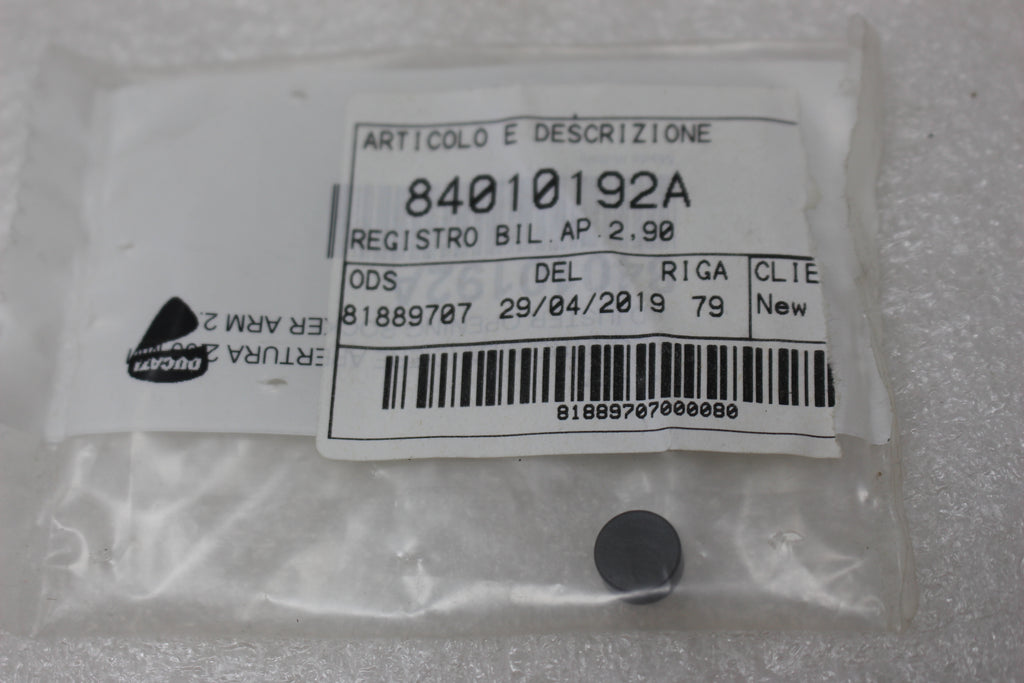 ARTICOLO E DESCRIZIONE
84010192A
REGISTRO BIL.AP.2,90
ODS DEL RIGA CLIE
81889707 29/04/2019 79 New
81889707000080
DUCATI
ER ARM 2.
ERTURA 2